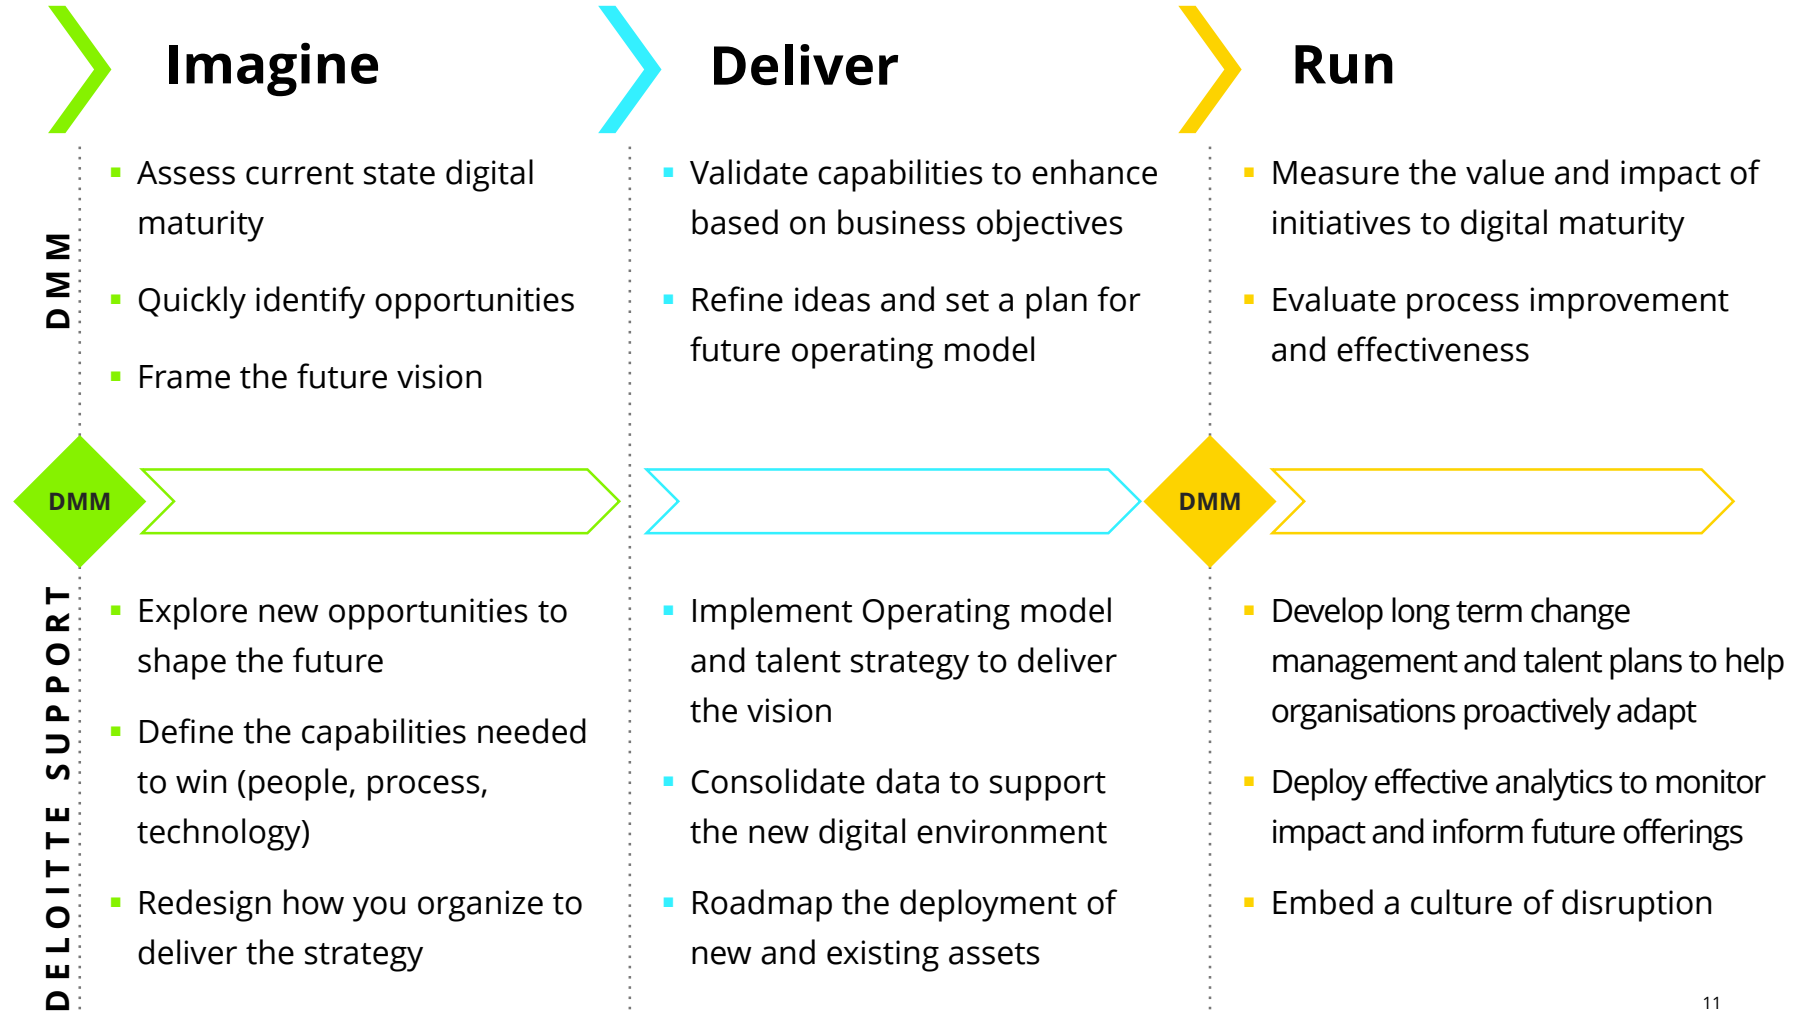 Imagine
Deliver
Run
DMM
Assess current state digital
maturity
Quickly identify opportunities
Frame the future vision
Validate capabilities to enhance
based on business objectives
Refine ideas and set a plan for
future operating model
Measure the value and impact of
initiatives to digital maturity
Evaluate process improvement
and effectiveness
DMM
DMM
DELOITTE SUPPORT
Explore new opportunities to
shape the future
Define the capabilities needed
to win (people, process,
technology)
Redesign how you organize to
deliver the strategy
Implement Operating model
and talent strategy to deliver
the vision
Consolidate data to support
the new digital environment
Roadmap the deployment of
new and existing assets
Develop long term change
management and talent plans to help
organisations proactively adapt
Deploy effective analytics to monitor
impact and inform future offerings
Embed a culture of disruption
11